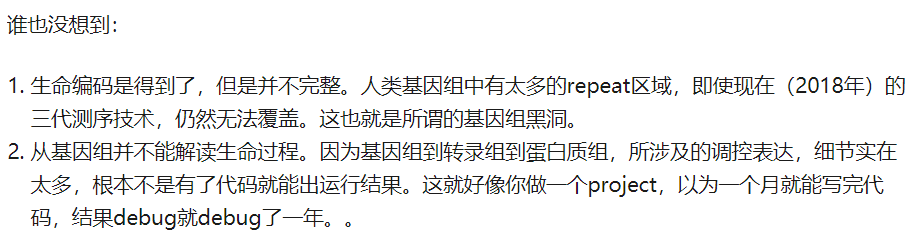 谁也没想到：
1. 生命编码是得到了，但是并不完整。人类基因组中有太多的repeat区域，即使现在（2018年）的
三代测序技术，仍然无法覆盖。这也就是所谓的基因组黑洞。
2. 从基因组并不能解读生命过程。因为基因组到转录组到蛋白质组，所涉及的调控表达，细节实在
太多，根本不是有了代码就能出运行结果。这就好像你做一个project，以为一个月就能写完代
码，结果debug就debug了一年。。